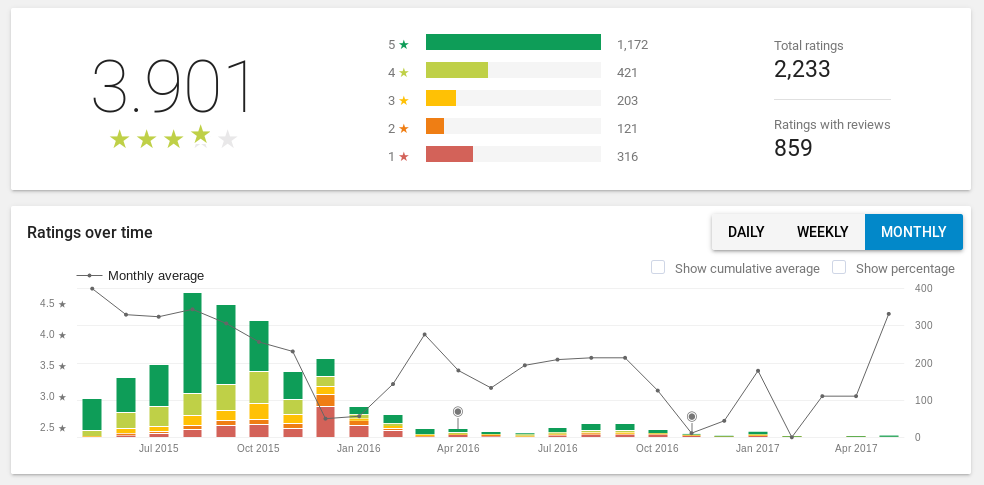 3.901
5 ★ 1,172
4 ★ 421
3 ★ 203
2 ★ 121
1 ★ 316
Total ratings
2,233
Ratings with reviews
859
Ratings over time
DAILY WEEKLY MONTHLY
Monthly average
Show cumulative average Show percentage
4.5 ★ 400
4.0 ★ 300
3.5 ★ 200
3.0 ★ 100
2.5 ★ 0
Jul 2015 Oct 2015 Jan 2016 Apr 2016 Jul 2016 Oct 2016 Jan 2017 Apr 2017